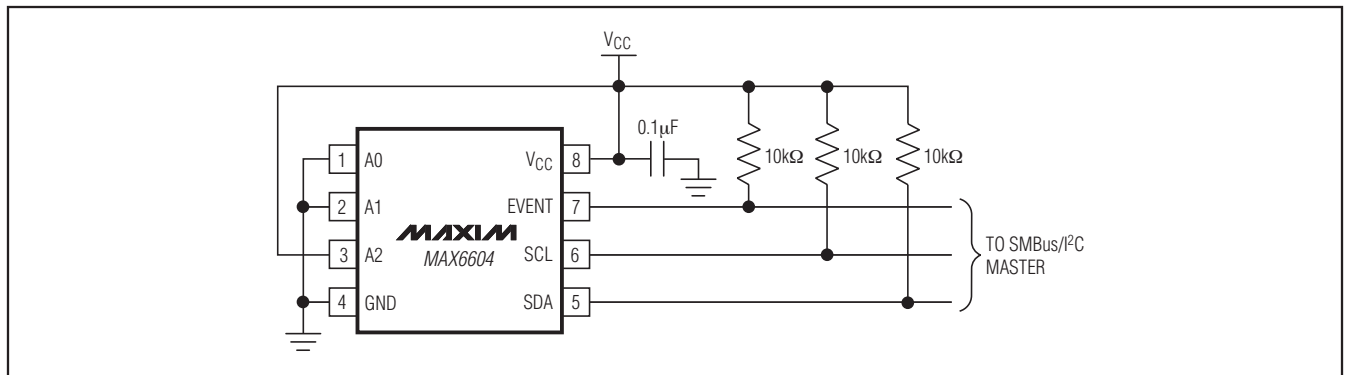 VCC
0.1μF
10kΩ 10kΩ 10kΩ
1 A0 VCC 8
2 A1 EVENT 7
3 A2 SCL 6
4 GND SDA 5
MAXIM
MAX6604
TO SMBus/I²C
MASTER